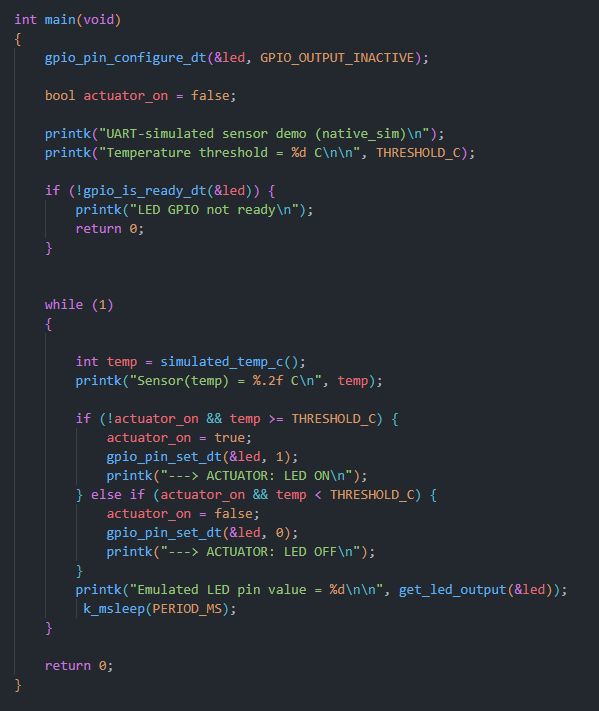 int main(void)
{
    gpio_pin_configure_dt(&led, GPIO_OUTPUT_INACTIVE);

    bool actuator_on = false;

    printk("UART-simulated sensor demo (native_sim)\n");
    printk("Temperature threshold = %d C\n\n", THRESHOLD_C);

    if (!gpio_is_ready_dt(&led)) {
        printk("LED GPIO not ready\n");
        return 0;
    }


    while (1)
    {

        int temp = simulated_temp_c();
        printk("Sensor(temp) = %.2f C\n", temp);

        if (!actuator_on && temp >= THRESHOLD_C) {
            actuator_on = true;
            gpio_pin_set_dt(&led, 1);
            printk("---> ACTUATOR: LED ON\n");
        } else if (actuator_on && temp < THRESHOLD_C) {
            actuator_on = false;
            gpio_pin_set_dt(&led, 0);
            printk("---> ACTUATOR: LED OFF\n");
        }
        printk("Emulated LED pin value = %d\n\n", get_led_output(&led));
         k_msleep(PERIOD_MS);
    }

    return 0;
}